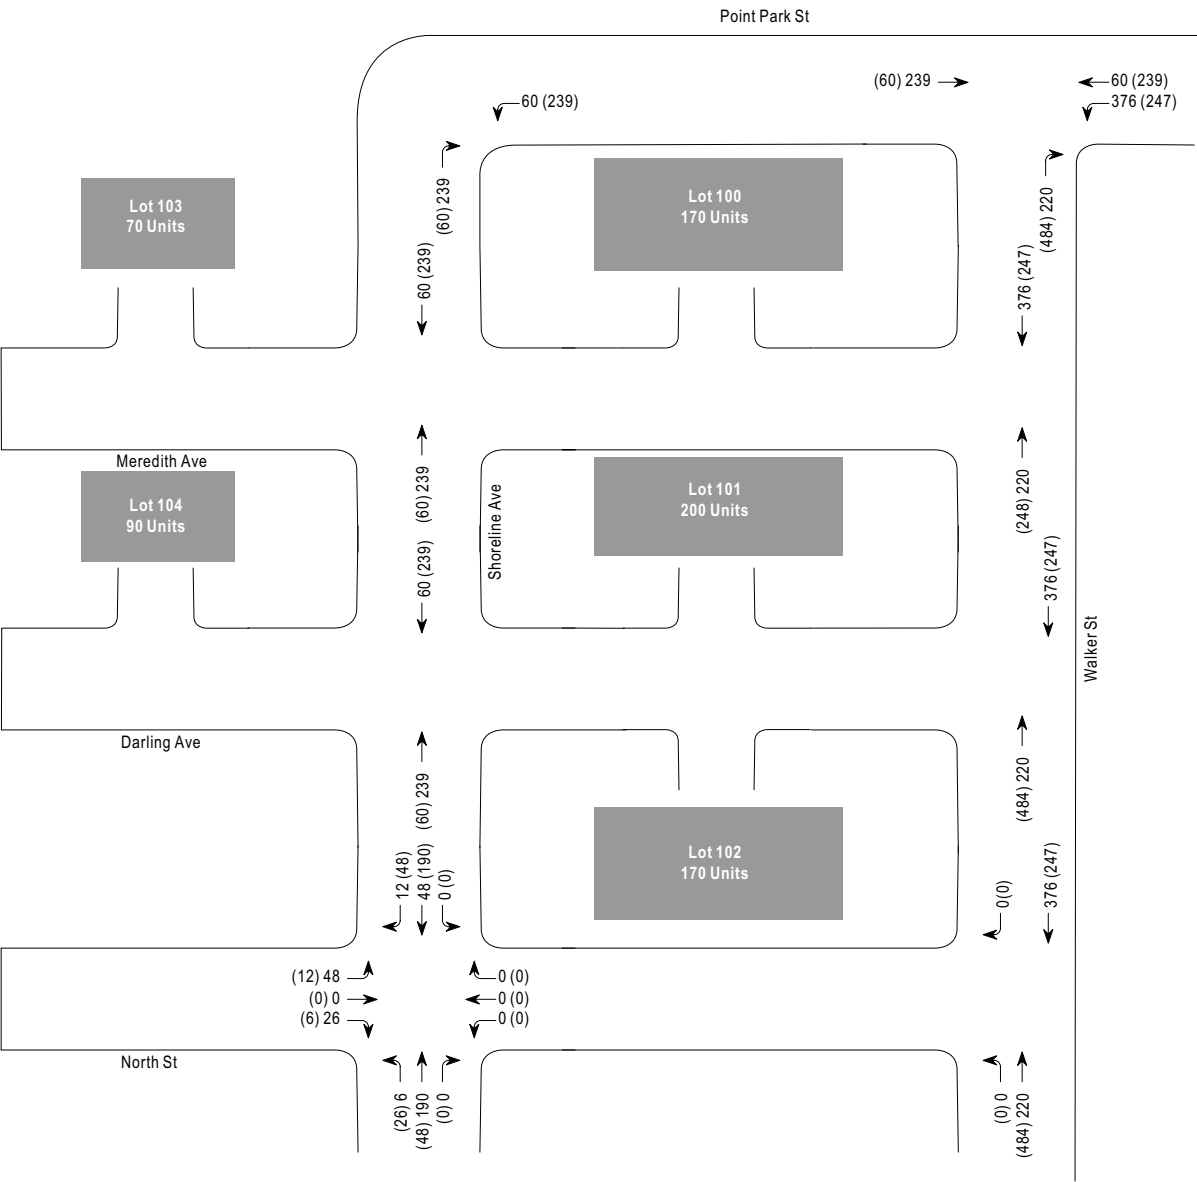 Point Park St
(60) 239
60 (239)
60 (239)
376 (247)
(60) 239
60 (239)
(484) 220
376 (247)
Lot 103
70 Units
Lot 100
170 Units
Meredith Ave
Lot 104
90 Units
(60) 239
60 (239)
Shoreline Ave
Lot 101
200 Units
(248) 220
376 (247)
Walker St
Darling Ave
(60) 239
12 (48)
48 (190)
0 (0)
Lot 102
170 Units
(484) 220
0(0)
376 (247)
(12) 48
(0) 0
(6) 26
0 (0)
0 (0)
0 (0)
North St
(26) 6
(48) 190
(0) 0
(0) 0
(484) 220